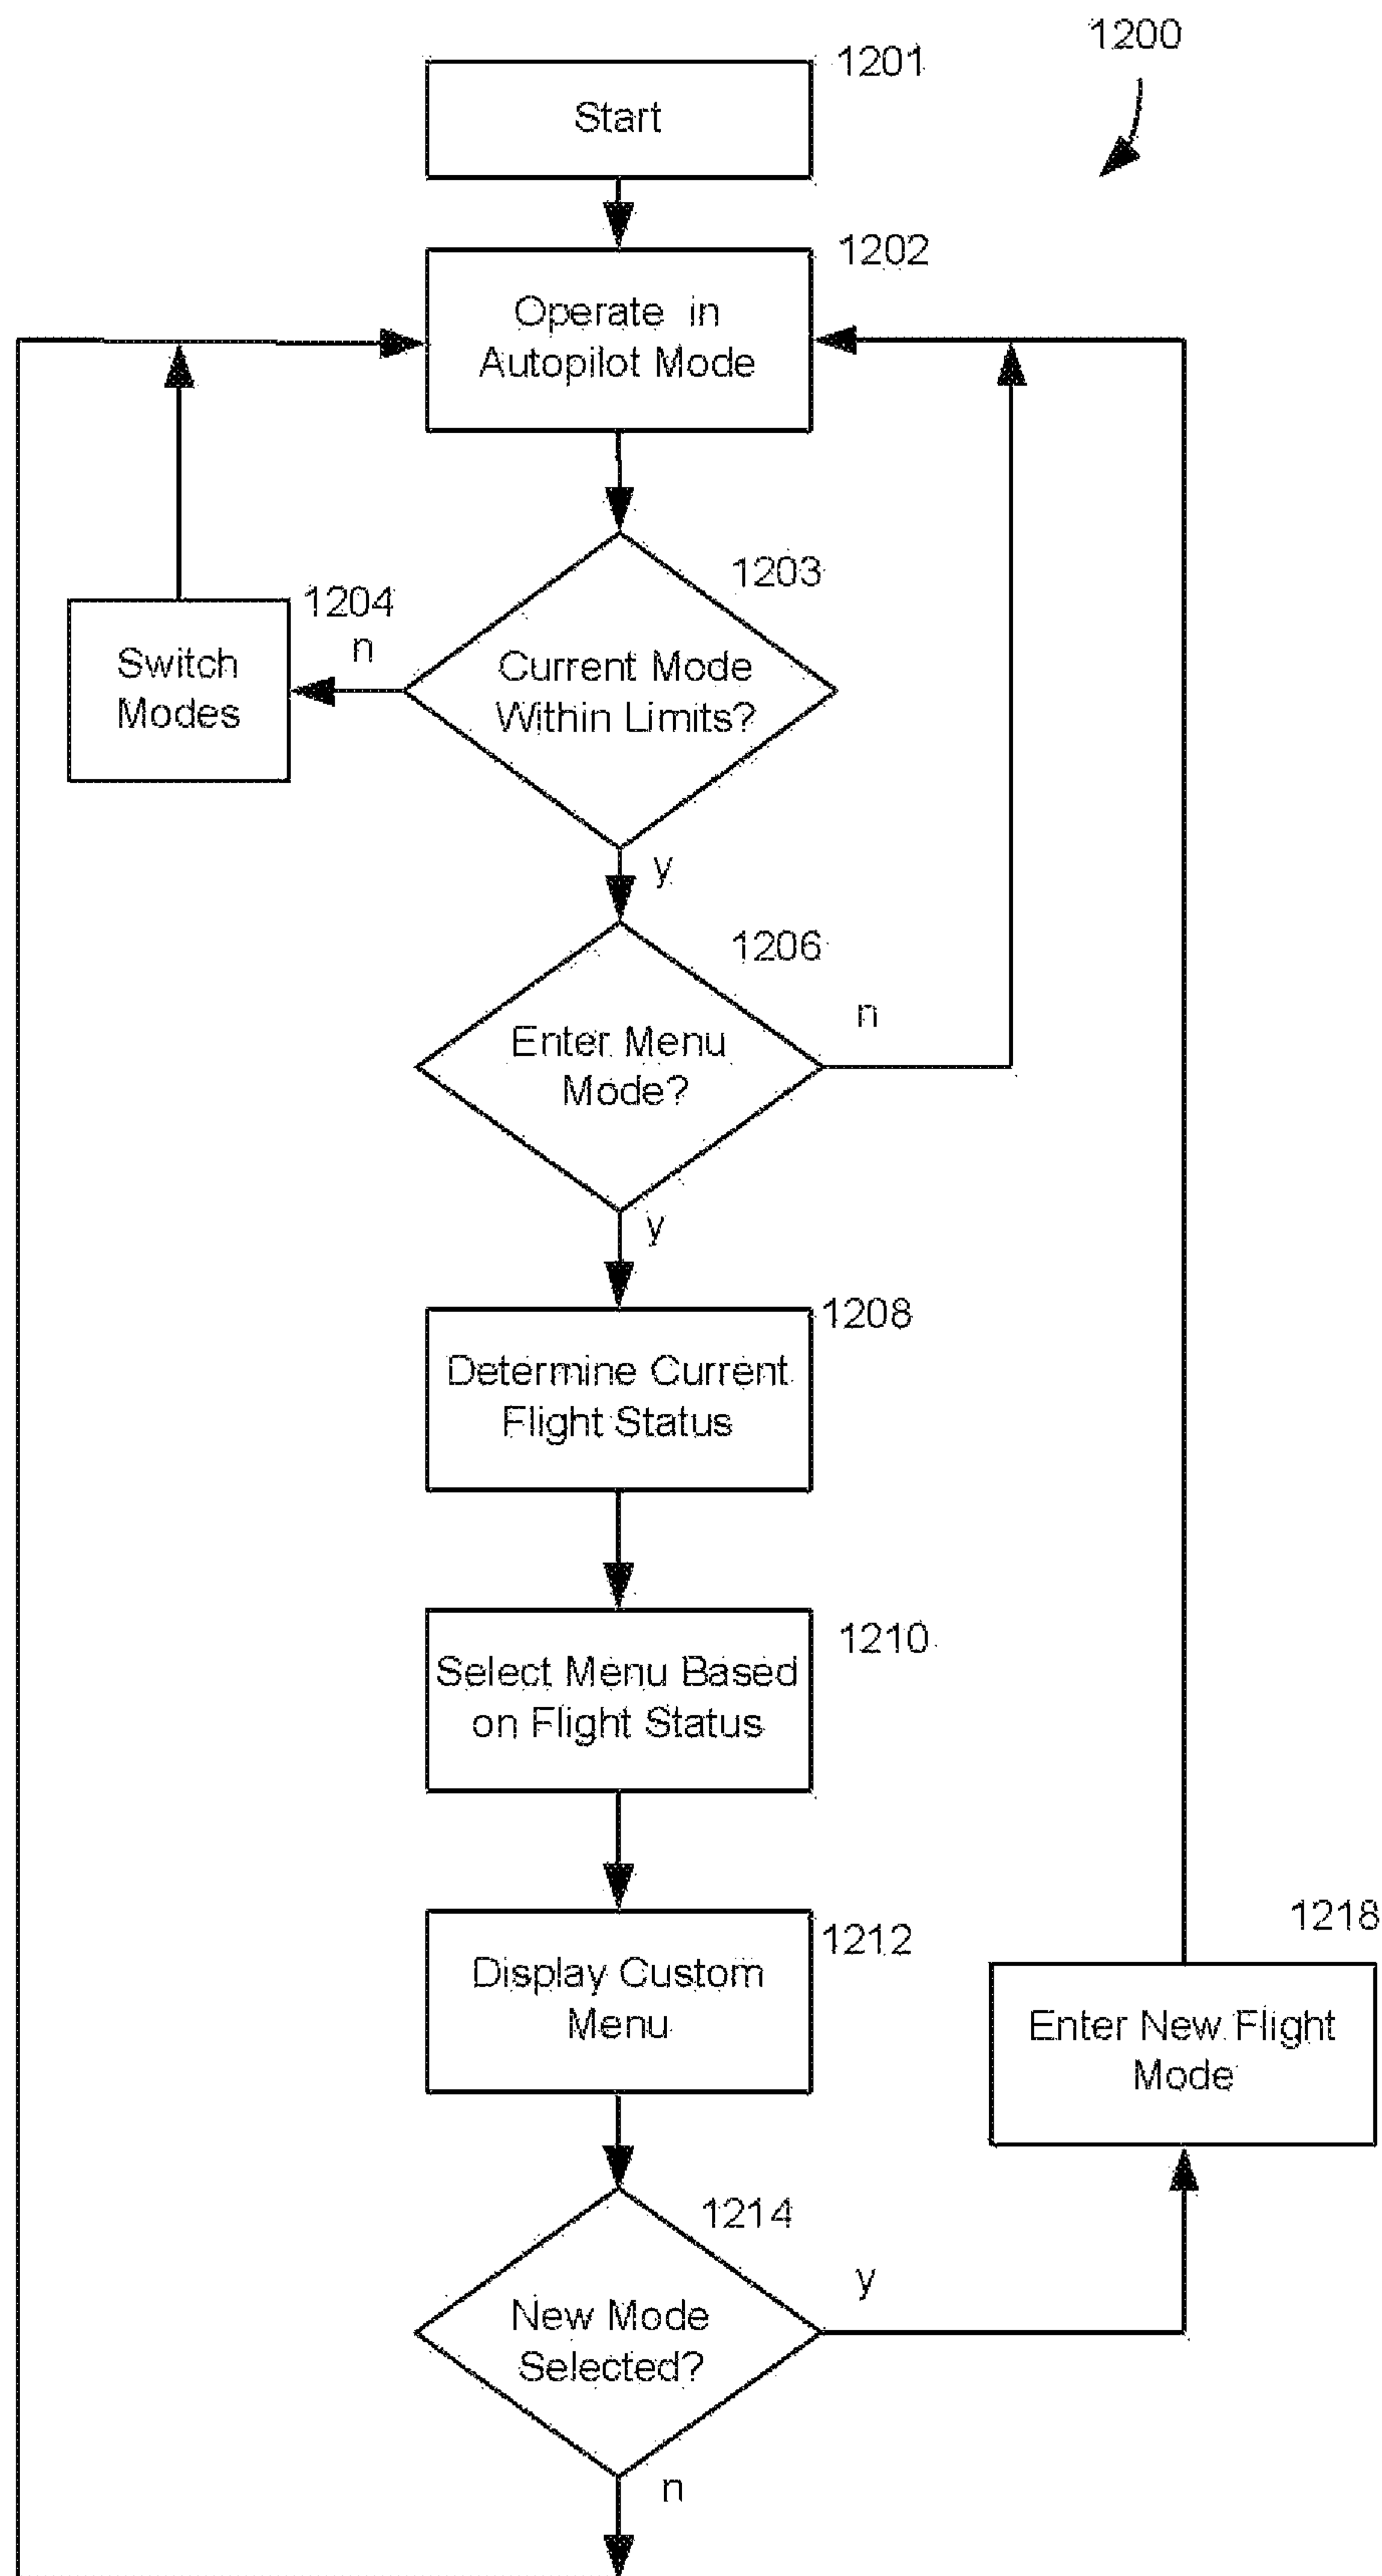 1200
1201
Start
1202
Operate in
Autopilot Mode
1203
Current Mode
Within Limits?
1204
n
Switch
Modes
y
1206
Enter Menu
Mode?
n
y
1208
Determine Current
Flight Status
1210
Select Menu Based
on Flight Status
1212
Display Custom
Menu
1218
Enter New Flight
Mode
1214
New Mode
Selected?
y
n